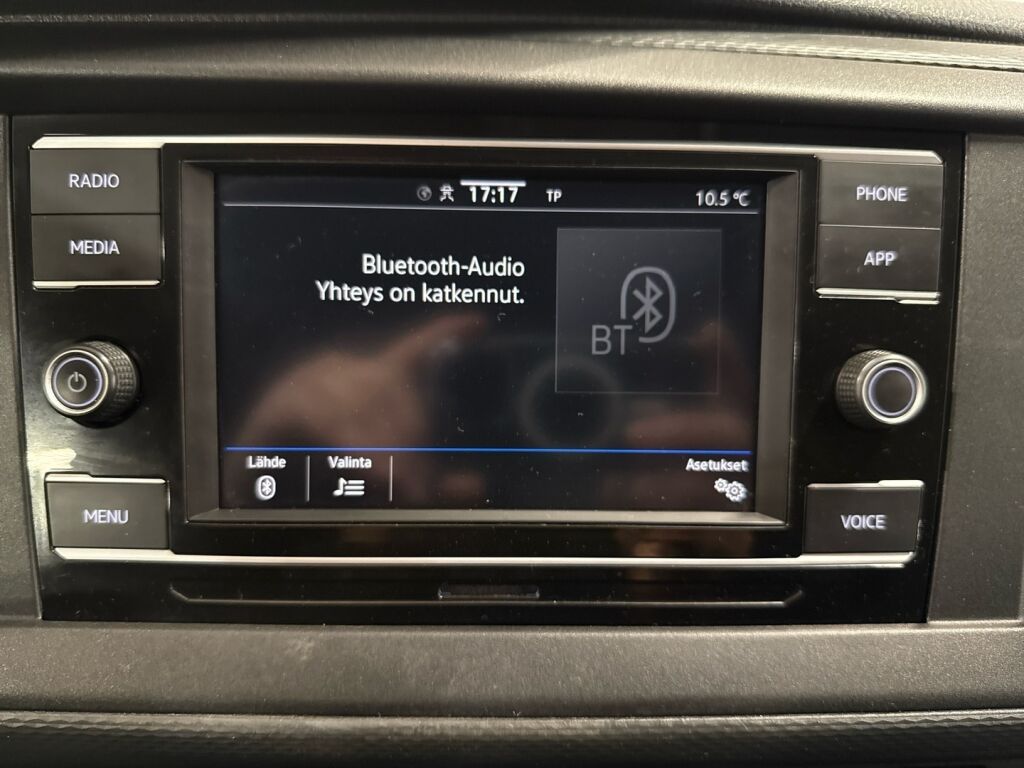 RADIO
MEDIA
MENU
17:17 TP 10.5 °C
Bluetooth-Audio
Yhteys on katkennut.
BT
Lähde Valinta Asetukset
PHONE
APP
VOICE